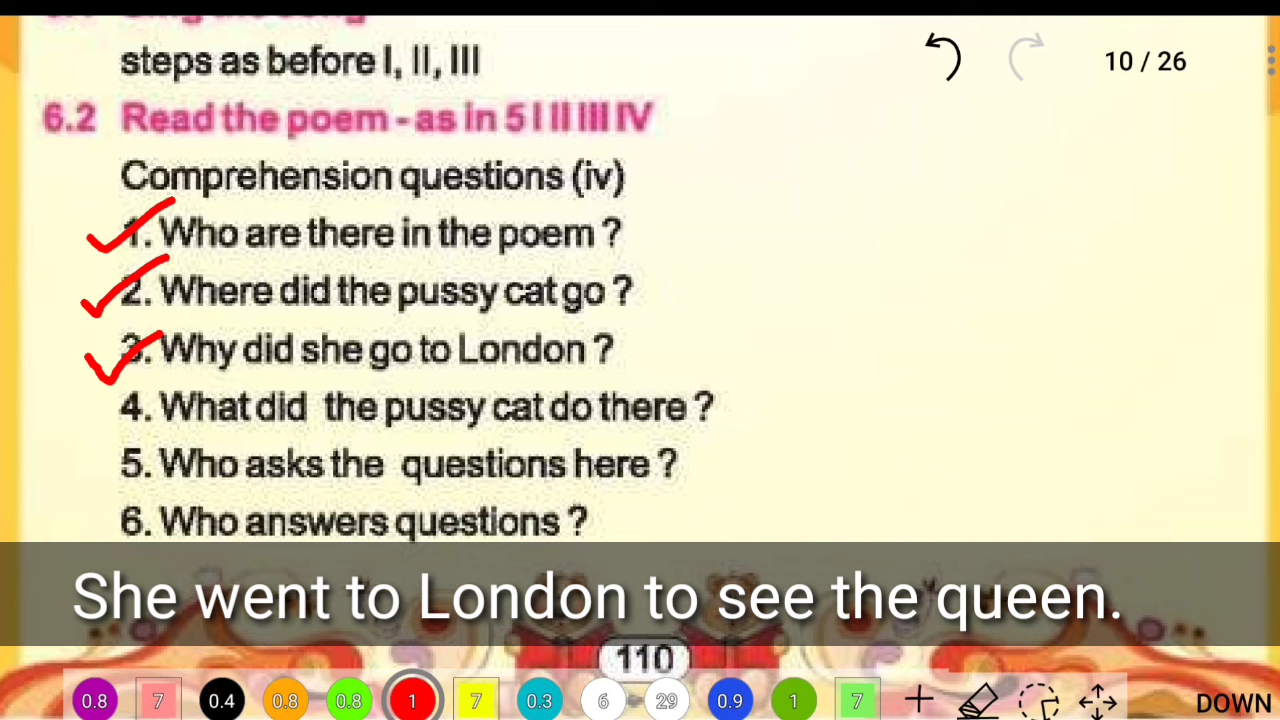 steps as before I, II, III
10 / 26
6.2 Read the poem - as in 5 I II III IV
Comprehension questions (iv)
1. Who are there in the poem ?
2. Where did the pussy cat go ?
3. Why did she go to London ?
4. What did the pussy cat do there ?
5. Who asks the questions here ?
6. Who answers questions ?
She went to London to see the queen.
110
0.8 7 0.4 0.8 0.8 1 7 0.3 6 29 0.9 1 7 DOWN